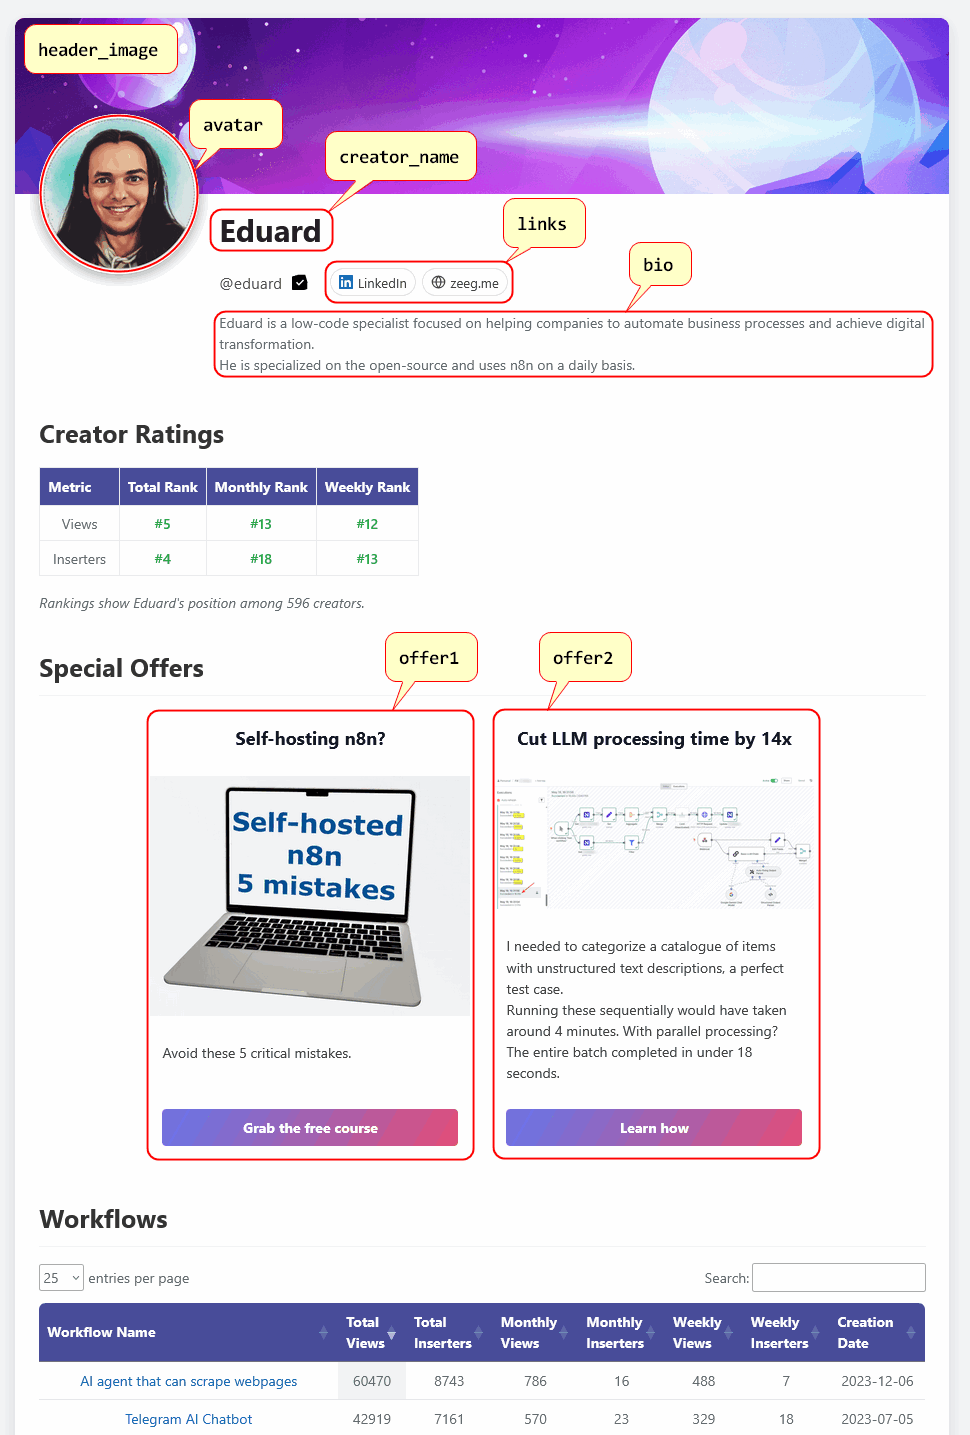 header_image
avatar
creator_name
Eduard
links
@eduard
LinkedIn
zeeg.me
bio
Eduard is a low-code specialist focused on helping companies to automate business processes and achieve digital
transformation.
He is specialized on the open-source and uses n8n on a daily basis.
Creator Ratings
Metric Total Rank Monthly Rank Weekly Rank
Views #5 #13 #12
Inserters #4 #18 #13
Rankings show Eduard's position among 596 creators.
Special Offers
offer1
offer2
Self-hosting n8n?
Self-hosted
n8n
5 mistakes
Avoid these 5 critical mistakes.
Grab the free course
Cut LLM processing time by 14x
I needed to categorize a catalogue of items
with unstructured text descriptions, a perfect
test case.
Running these sequentially would have taken
around 4 minutes. With parallel processing?
The entire batch completed in under 18
seconds.
Learn how
Workflows
25 entries per page
Search:
Workflow Name Total Views Total Inserters Monthly Views Monthly Inserters Weekly Views Weekly Inserters Creation Date
AI agent that can scrape webpages 60470 8743 786 16 488 7 2023-12-06
Telegram AI Chatbot 42919 7161 570 23 329 18 2023-07-05